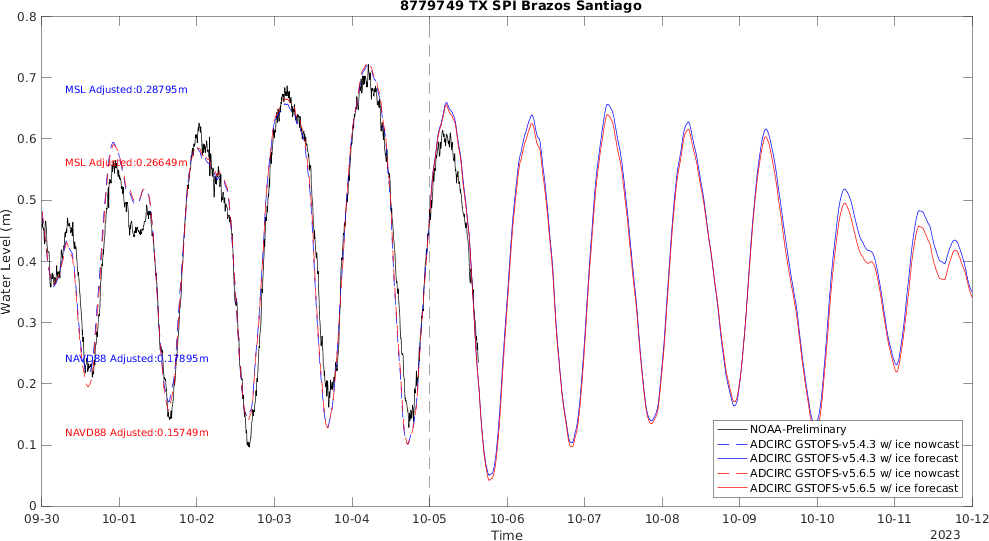 8779749 TX SPI Brazos Santiago
0.8
0.7
0.6
0.5
0.4
0.3
0.2
0.1
0
Water Level (m)
MSL Adjusted:0.28795m
MSL Adjusted:0.26649m
NAVD88 Adjusted:0.17895m
NAVD88 Adjusted:0.15749m
NOAA-Preliminary
ADCIRC GSTOFS-v5.4.3 w/ ice nowcast
ADCIRC GSTOFS-v5.4.3 w/ ice forecast
ADCIRC GSTOFS-v5.6.5 w/ ice nowcast
ADCIRC GSTOFS-v5.6.5 w/ ice forecast
09-30 10-01 10-02 10-03 10-04 10-05 10-06 10-07 10-08 10-09 10-10 10-11 10-12
Time
2023